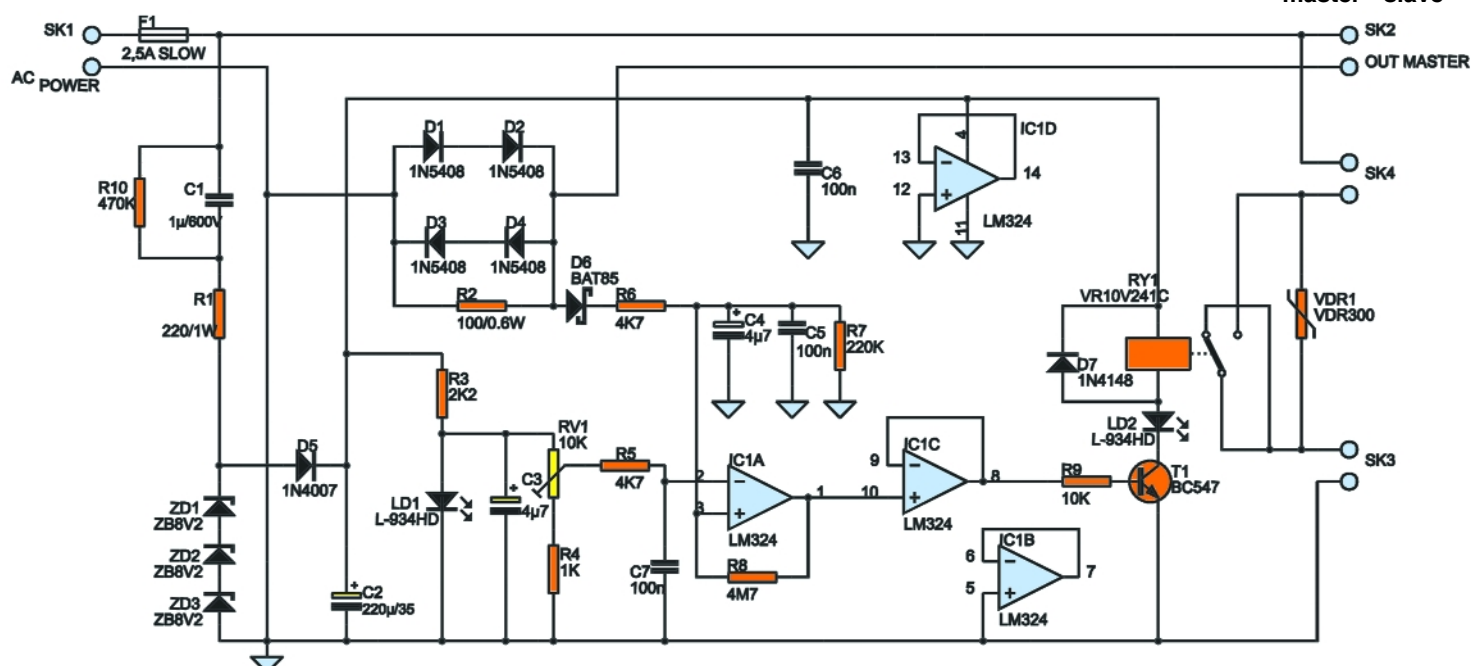 master - slave
SK1
F1
2,5A SLOW
SK2
AC POWER
OUT MASTER
D1
1N5408
D2
1N5408
IC1D
13
4
12
14
11
LM324
C6
100n
SK4
R10
470K
C1
1µ/600V
D3
1N5408
D4
1N5408
D6
BAT85
R1
220/1W
R2
100/0.6W
R6
4K7
C4
+
4µ7
C5
100n
R7
220K
RY1
VR10V241C
VDR1
VDR300
D7
1N4148
R3
2K2
RV1
10K
LD2
L-934HD
D5
1N4007
C3
+
4µ7
R5
4K7
2
3
IC1A
1
LM324
9
10
IC1C
8
LM324
R9
10K
T1
BC547
SK3
ZD1
ZB8V2
ZD2
ZB8V2
ZD3
ZB8V2
LD1
L-934HD
R4
1K
C7
100n
R8
4M7
IC1B
6
5
7
LM324
+
C2
220µ/35